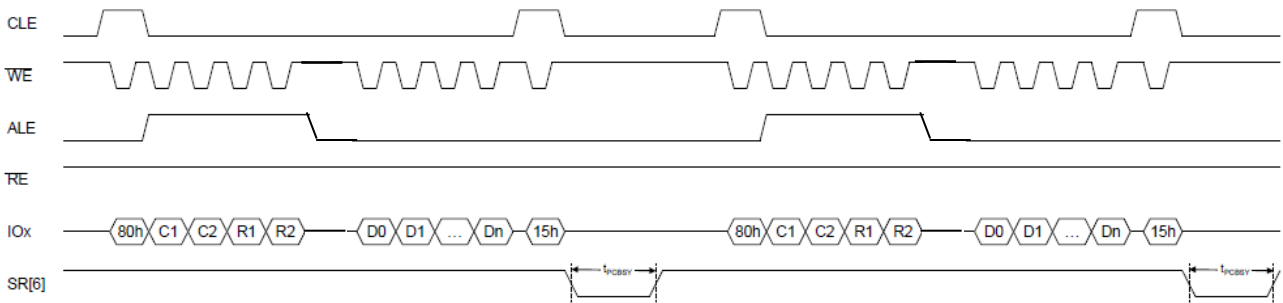 CLE
WE
ALE
RE
IOx 80h C1 C2 R1 R2 D0 D1 ... Dn 15h 80h C1 C2 R1 R2 D0 D1 ... Dn 15h
SR[6] tPCBSY tPCBSY